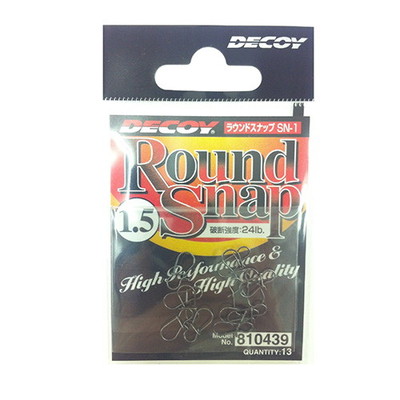 DECOY
DECOY. ラウンドスナップ SN-1
Round
1.5 Snap
破断強度:24lb.
High Performance &
High Quality
Model No. 810439
QUANTITY:13